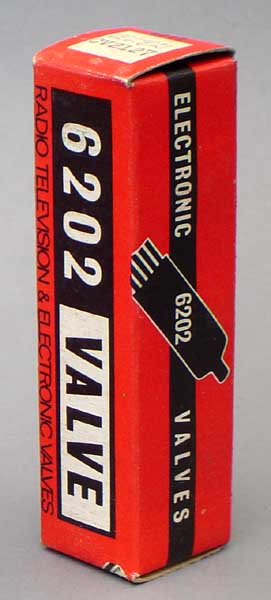 6202 VALVE
RADIO TELEVISION & ELECTRONIC VALVES
ELECTRONIC
6202
VALVES